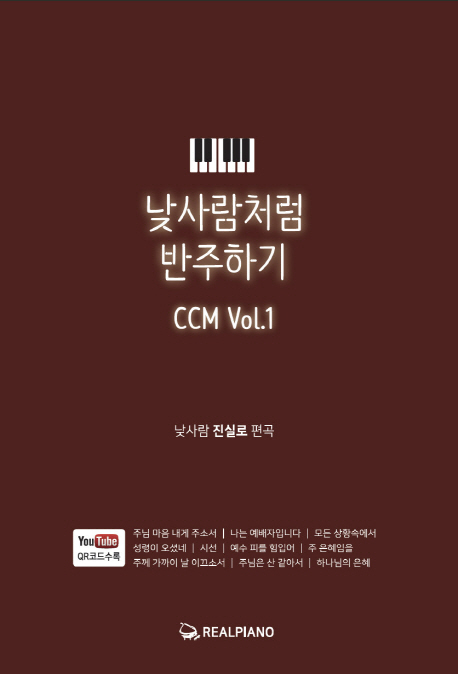 낮사람처럼
반주하기
CCM Vol.1
낮사람 진실로 편곡
YouTube
QR코드수록
주님 마음 내게 주소서 | 나는 예배자입니다 | 모든 상황속에서
성령이 오셨네 | 시선 | 예수 피를 힘입어 | 주 은혜임을
주께 가까이 날 이끄소서 | 주님은 산 같아서 | 하나님의 은혜
REALPIANO